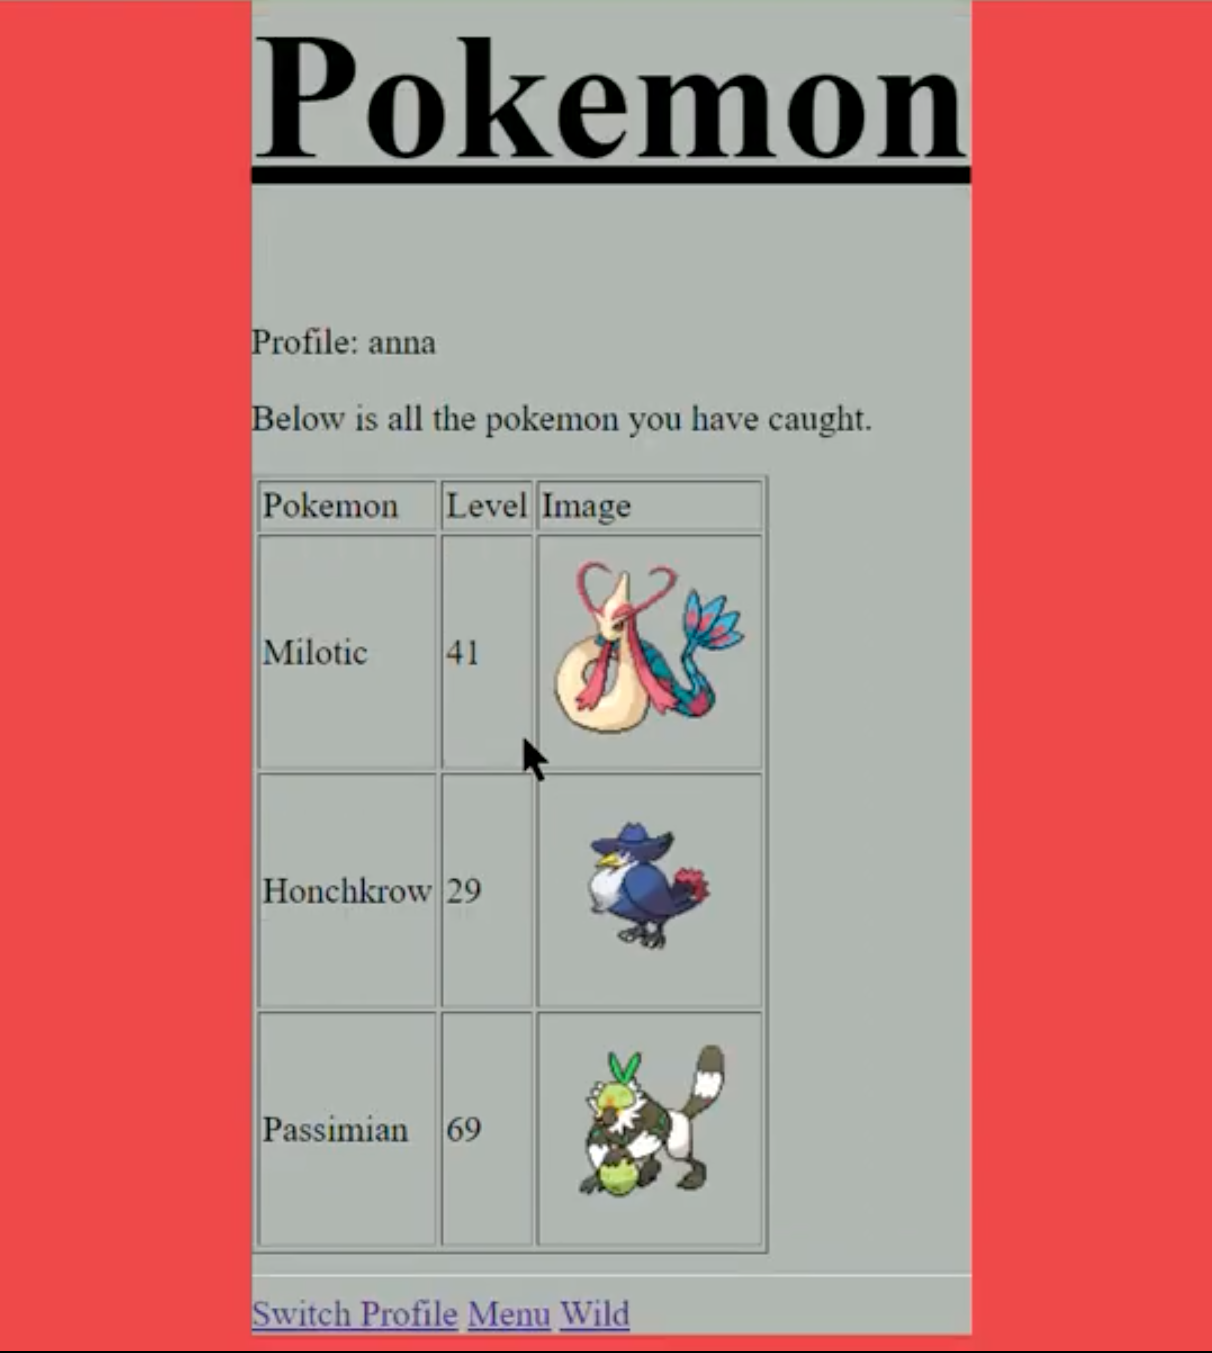 Pokemon
Profile: anna
Below is all the pokemon you have caught.
Pokemon Level Image
Milotic 41
Honchkrow 29
Passimian 69
Switch Profile Menu Wild